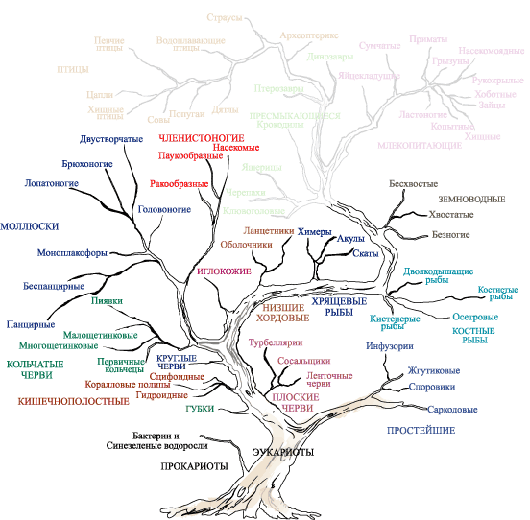 Страусы
Певчие
птицы
Водоплавающие
птицы
Археоптерикс
Приматы
Сумчатые
Насекомоядные
Динозавры
Грызуны
ПТИЦЫ
Яйцекладущие
Рукокрылые
Птерозавры
Цапли
Хоботные
Зайцы
Хищные
птицы
Совы
Попугаи
Дятлы
ПРЕСМЫКАЮЩИЕСЯ
Крокодилы
Ластоногие
Копытные
Хищные
МЛЕКОПИТАЮЩИЕ
Двустворчатые
ЧЛЕНИСТОНОГИЕ
Насекомые
Паукообразные
Брюхоногие
Ящерицы
Лопатоногие
Ракообразные
Черепахи
Бесхвостые
ЗЕМНОВОДНЫЕ
Головоногие
Клювоголовые
Хвостатые
МОЛЛЮСКИ
Ланцетники
Химеры
Акулы
Безногие
Оболочники
Скаты
Моноплакофоры
ИГЛОКОЖИЕ
Двоякодышащие
рыбы
Беспанцирные
Пиявки
НИЗШИЕ
ХОРДОВЫЕ
ХРЯЩЕВЫЕ
РЫБЫ
Костистые
рыбы
Панцирные
Кистеперые
рыбы
Осетровые
Малощетинковые
Многощетинковые
КОСТНЫЕ
РЫБЫ
Турбеллярии
Инфузории
КОЛЬЧАТЫЕ
ЧЕРВИ
Первичные
кольчецы
КРУГЛЫЕ
ЧЕРВИ
Сосальщики
Жгутиковые
Сцифоидные
Коралловые полипы
Гидроидные
Ленточные
черви
Споровики
КИШЕЧНОПОЛОСТНЫЕ
ГУБКИ
ПЛОСКИЕ
ЧЕРВИ
Саркодовые
ПРОСТЕЙШИЕ
Бактерии и
Синезеленые водоросли
ЭУКАРИОТЫ
ПРОКАРИОТЫ